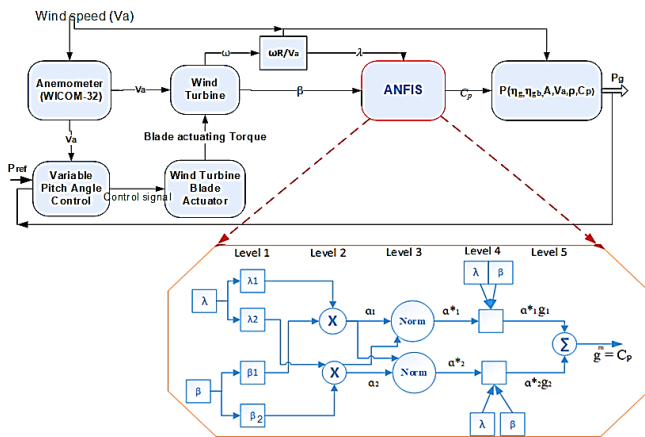 Wind speed (Va)
ω
ωR/Va
λ
Anemometer
(WICOM-32)
Va
Wind
Turbine
β
ANFIS
Cp
P(ηg,ηgb,A,Va,ρ,Cp)
Pg
Va
Blade actuating Torque
Pref
Variable
Pitch Angle
Control
Control signal
Wind Turbine
Blade
Actuator
Level 1
Level 2
Level 3
Level 4
Level 5
λ
λ1
λ2
λ
β
X
α1
Norm
α*1
α*1g1
Σ
g = Cp
β
β1
β2
X
α2
Norm
α*2
α*2g2
λ
β